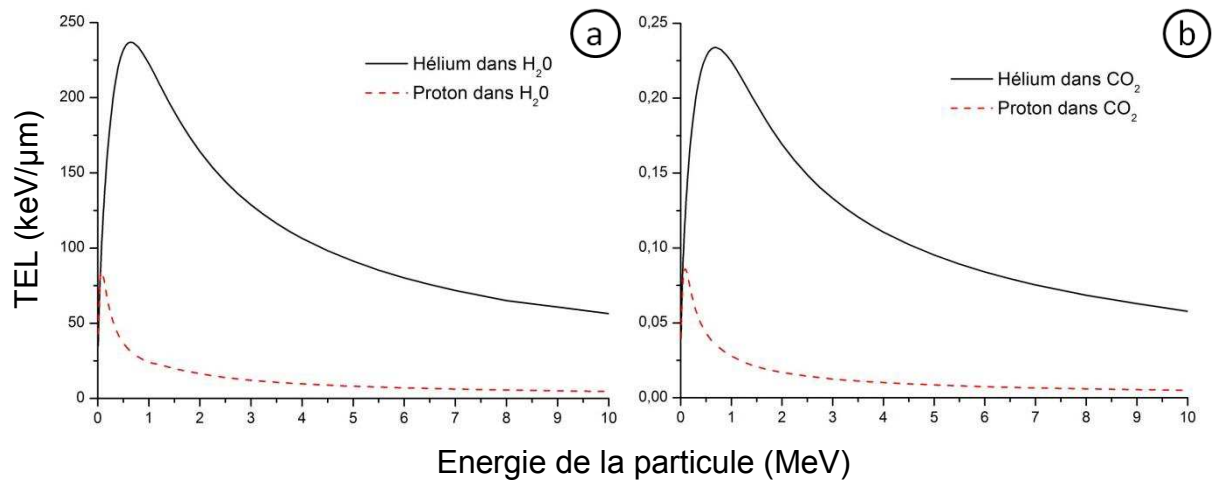 TEL (keV/µm)
250
200
150
100
50
0
0 1 2 3 4 5 6 7 8 9 10
Hélium dans H₂0
Proton dans H₂0
a
0,25
0,20
0,15
0,10
0,05
0,00
0 1 2 3 4 5 6 7 8 9 10
Hélium dans CO₂
Proton dans CO₂
b
Energie de la particule (MeV)